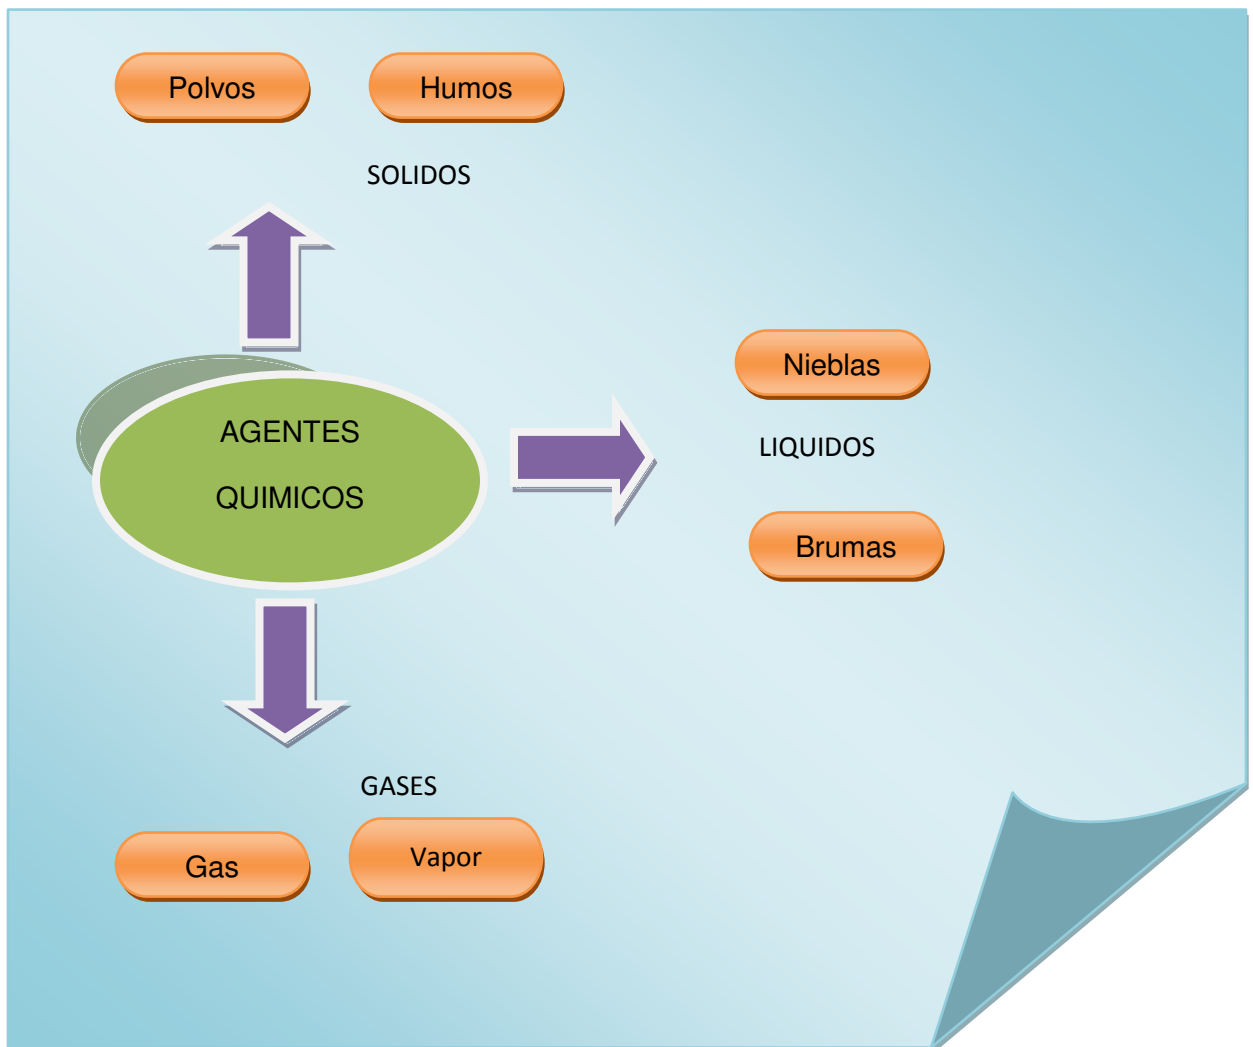 Polvos
Humos
SOLIDOS
AGENTES
QUIMICOS
Nieblas
LIQUIDOS
Brumas
GASES
Gas
Vapor